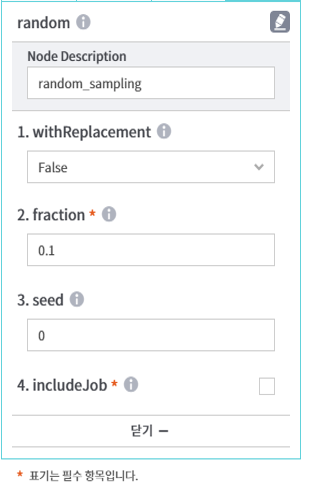 random
Node Description
random_sampling
1. withReplacement
False
2. fraction *
0.1
3. seed
0
4. includeJob *
닫기 －
* 표기는 필수 항목입니다.